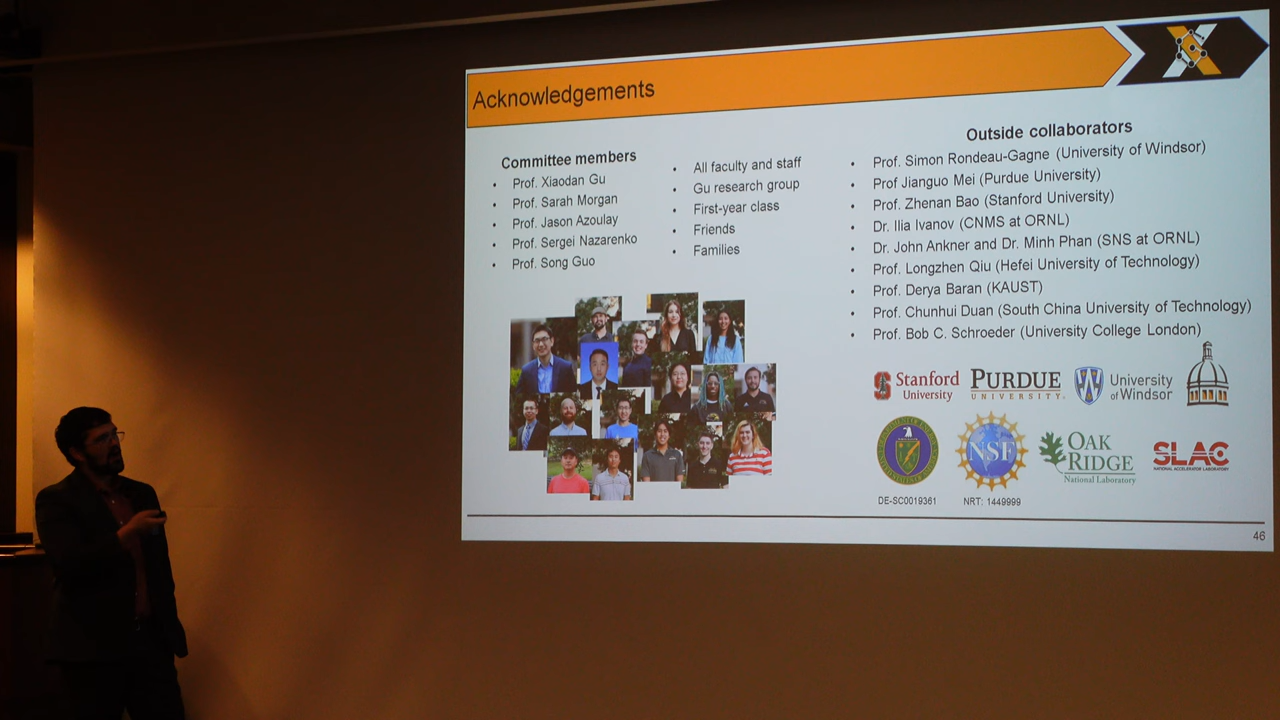 Acknowledgements
Committee members
• Prof. Xiaodan Gu
• Prof. Sarah Morgan
• Prof. Jason Azoulay
• Prof. Sergei Nazarenko
• Prof. Song Guo
• All faculty and staff
• Gu research group
• First-year class
• Friends
• Families
Outside collaborators
• Prof. Simon Rondeau-Gagne (University of Windsor)
• Prof Jianguo Mei (Purdue University)
• Prof. Zhenan Bao (Stanford University)
• Dr. Ilia Ivanov (CNMS at ORNL)
• Dr. John Ankner and Dr. Minh Phan (SNS at ORNL)
• Prof. Longzhen Qiu (Hefei University of Technology)
• Prof. Derya Baran (KAUST)
• Prof. Chunhui Duan (South China University of Technology)
• Prof. Bob C. Schroeder (University College London)
Stanford
University
PURDUE
UNIVERSITY.
University
of Windsor
NSF
OAK
RIDGE
National Laboratory
SLAC
NATIONAL ACCELERATOR LABORATORY
DE-SC0019361
NRT: 1449999
46